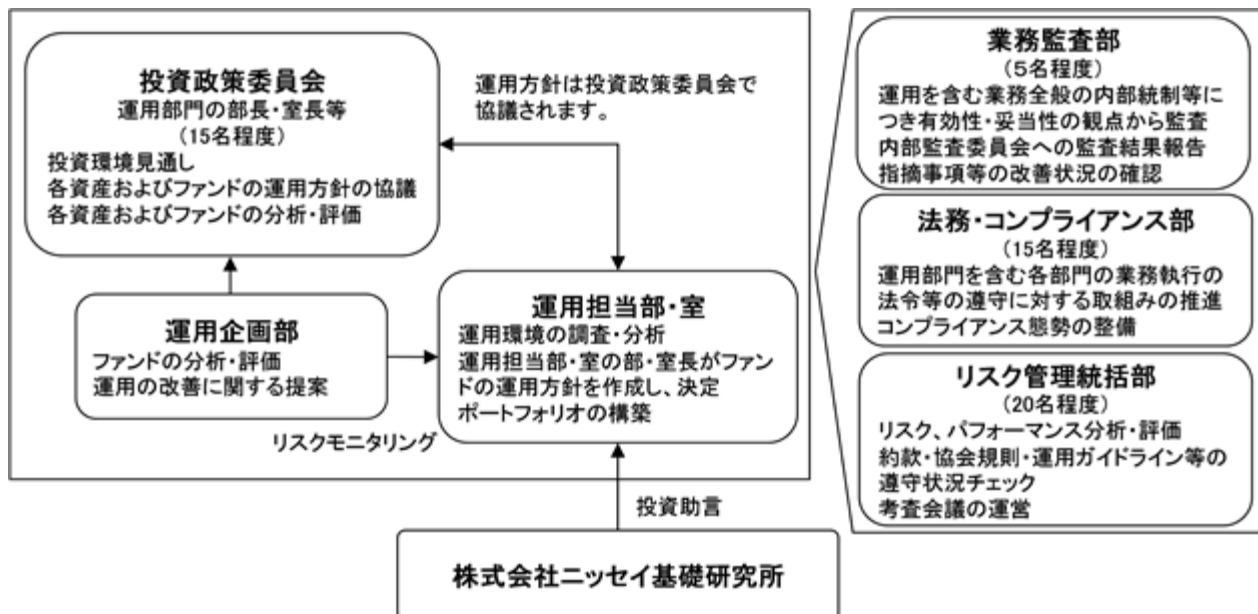 投資政策委員会
運用部門の部長・室長等
(15名程度)
投資環境見通し
各資産およびファンドの運用方針の協議
各資産およびファンドの分析・評価
運用方針は投資政策委員会で
協議されます。
運用企画部
ファンドの分析・評価
運用の改善に関する提案
リスクモニタリング
運用担当部・室
運用環境の調査・分析
運用担当部・室の部・室長がファン
ドの運用方針を作成し、決定
ポートフォリオの構築
投資助言
株式会社ニッセイ基礎研究所
業務監査部
(5名程度)
運用を含む業務全般の内部統制等に
つき有効性・妥当性の観点から監査
内部監査委員会への監査結果報告
指摘事項等の改善状況の確認
法務・コンプライアンス部
(15名程度)
運用部門を含む各部門の業務執行の
法令等の遵守に対する取組みの推進
コンプライアンス態勢の整備
リスク管理統括部
(20名程度)
リスク、パフォーマンス分析・評価
約款・協会規則・運用ガイドライン等の
遵守状況チェック
考査会議の運営